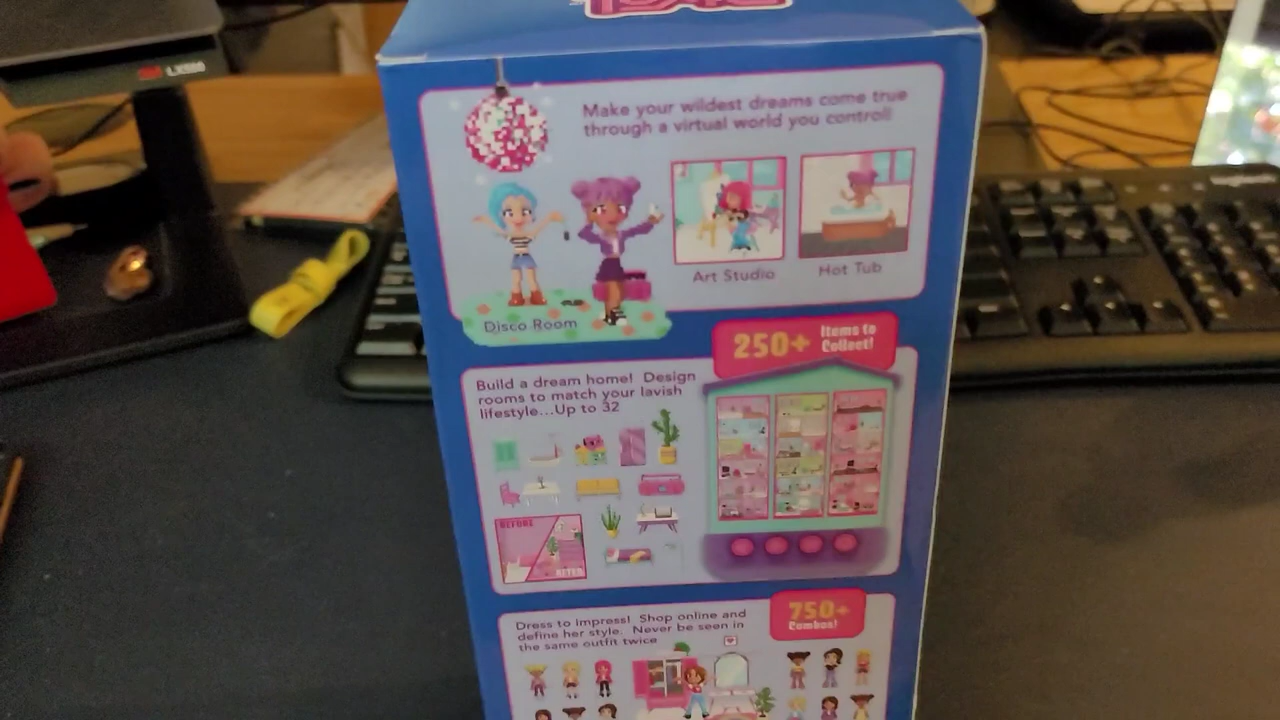 3M LX550
Make your wildest dreams come true
through a virtual world you control!
Art Studio
Hot Tub
Disco Room
250+ Items to
Collect!
Build a dream home! Design
rooms to match your lavish
lifestyle...Up to 32
BEFORE
AFTER
750+
Combos!
Dress to impress! Shop online and
define her style. Never be seen in
the same outfit twice